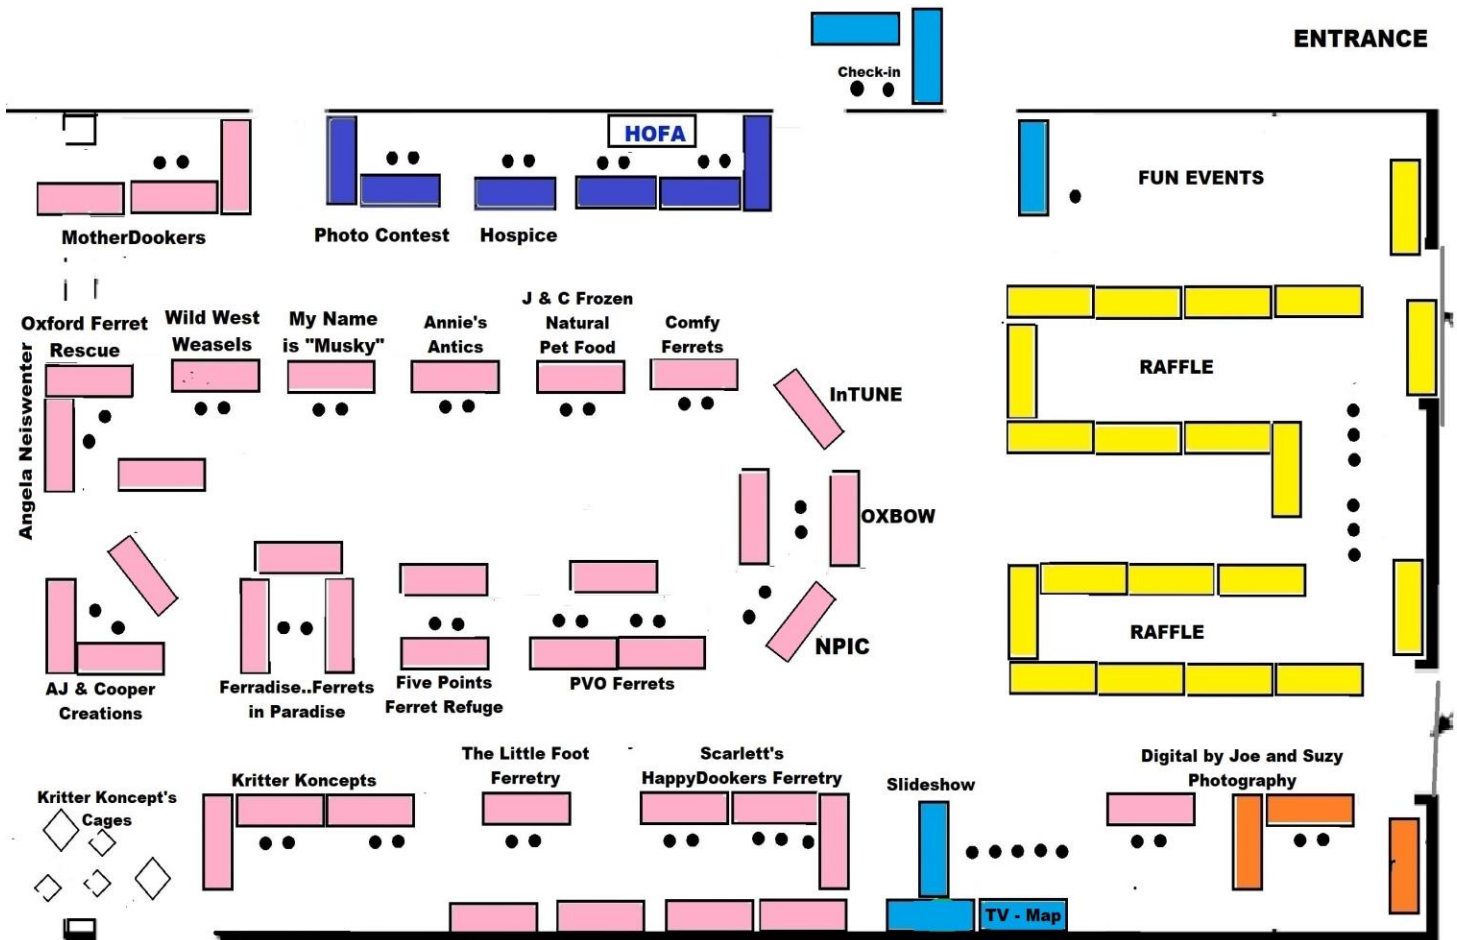 ENTRANCE
Check-in
HOFA
FUN EVENTS
MotherDookers
Photo Contest
Hospice
Oxford Ferret
Rescue
Angela Neiswenter
Wild West
Weasels
My Name
is "Musky"
Annie's
Antics
J & C Frozen
Natural
Pet Food
Comfy
Ferrets
InTUNE
RAFFLE
OXBOW
NPIC
RAFFLE
AJ & Cooper
Creations
Ferradise..Ferrets
in Paradise
Five Points
Ferret Refuge
PVO Ferrets
Kritter Koncept's
Cages
Kritter Koncepts
The Little Foot
Ferretry
Scarlett's
HappyDookers Ferretry
Slideshow
TV - Map
Digital by Joe and Suzy
Photography